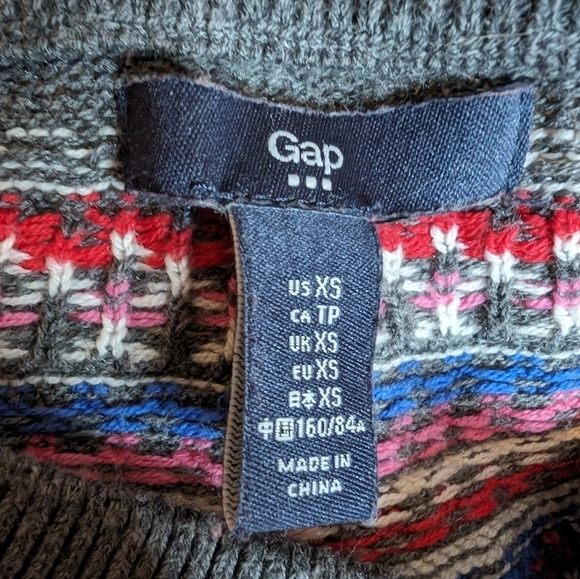 Gap
US XS
CA TP
UK XS
EU XS
日本 XS
中国 160/84A
MADE IN
CHINA